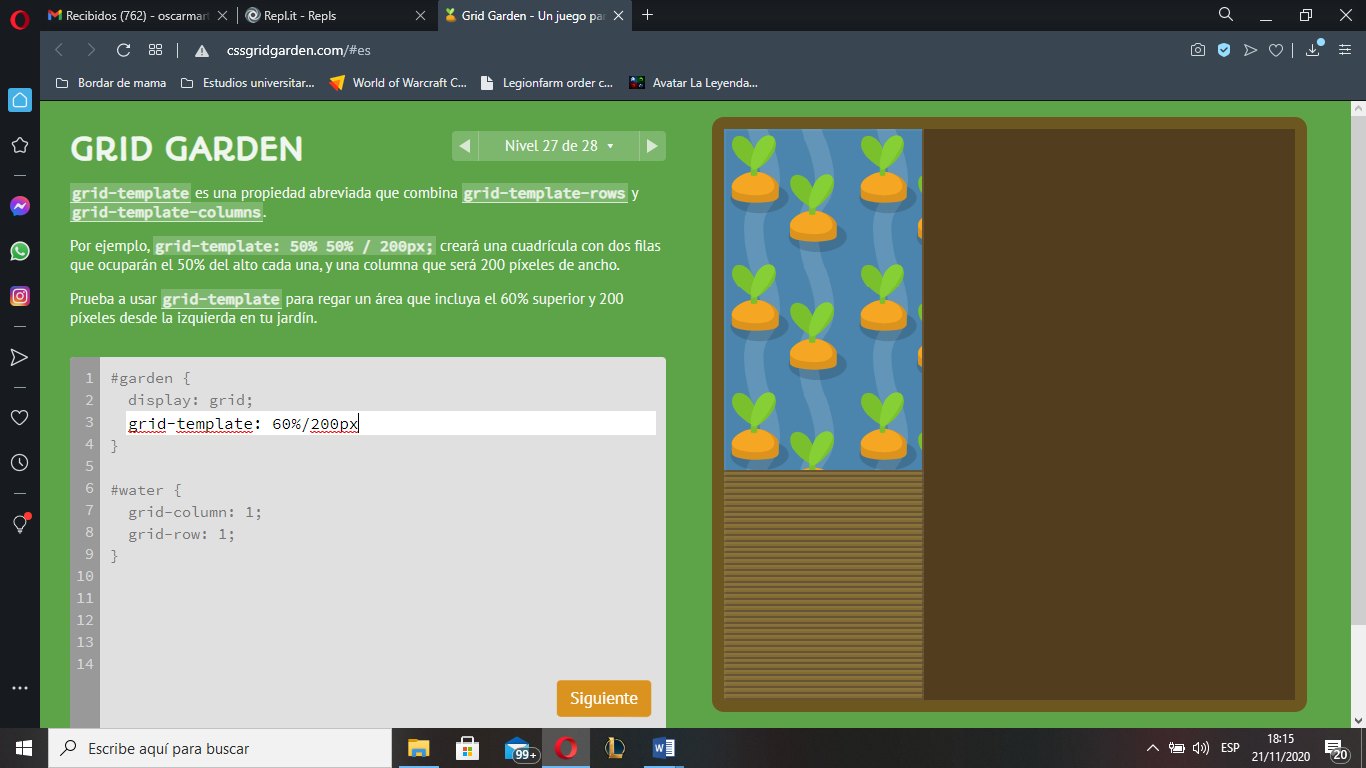 Recibidos (762) - oscarmar
Repl.it - Repls
Grid Garden - Un juego par
cssgridgarden.com/#es
Bordar de mama
Estudios universitar...
World of Warcraft C...
Legionfarm order c...
Avatar La Leyenda...
GRID GARDEN
Nivel 27 de 28
grid-template es una propiedad abreviada que combina grid-template-rows y
grid-template-columns.
Por ejemplo, grid-template: 50% 50% / 200px; creará una cuadrícula con dos filas
que ocuparán el 50% del alto cada una, y una columna que será 200 píxeles de ancho.
Prueba a usar grid-template para regar un área que incluya el 60% superior y 200
píxeles desde la izquierda en tu jardín.
1 #garden {
2 display: grid;
3 grid-template: 60%/200px
4 }
5
6 #water {
7 grid-column: 1;
8 grid-row: 1;
9 }
10
11
12
13
14
Siguiente
Escribe aquí para buscar
99+
ESP
18:15
21/11/2020
20